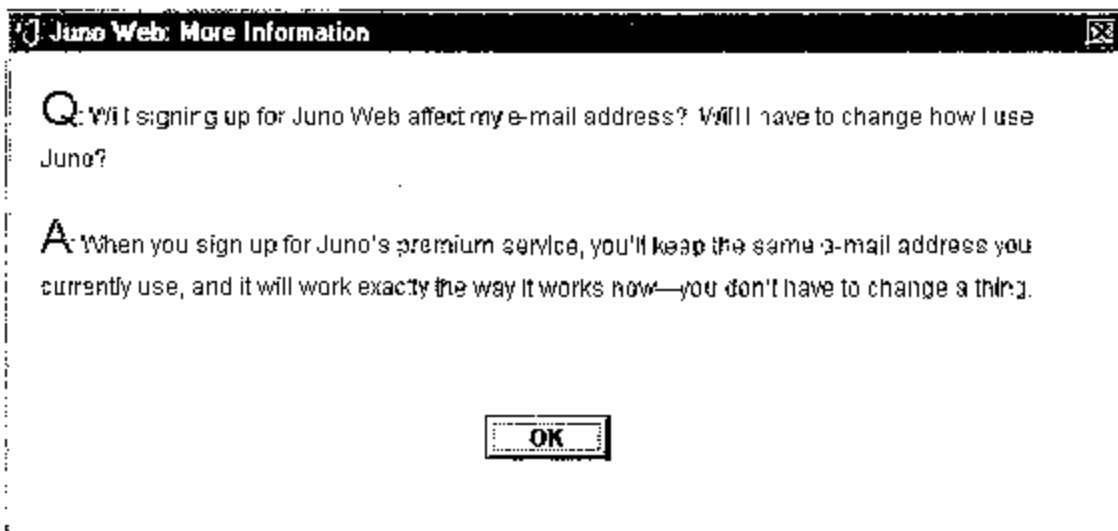 Juno Web: More Information
Q: Will signing up for Juno Web affect my e-mail address? Will I have to change how I use
Juno?
A: When you sign up for Juno's premium service, you'll keep the same e-mail address you
currently use, and it will work exactly the way it works now—you don't have to change a thing.
OK